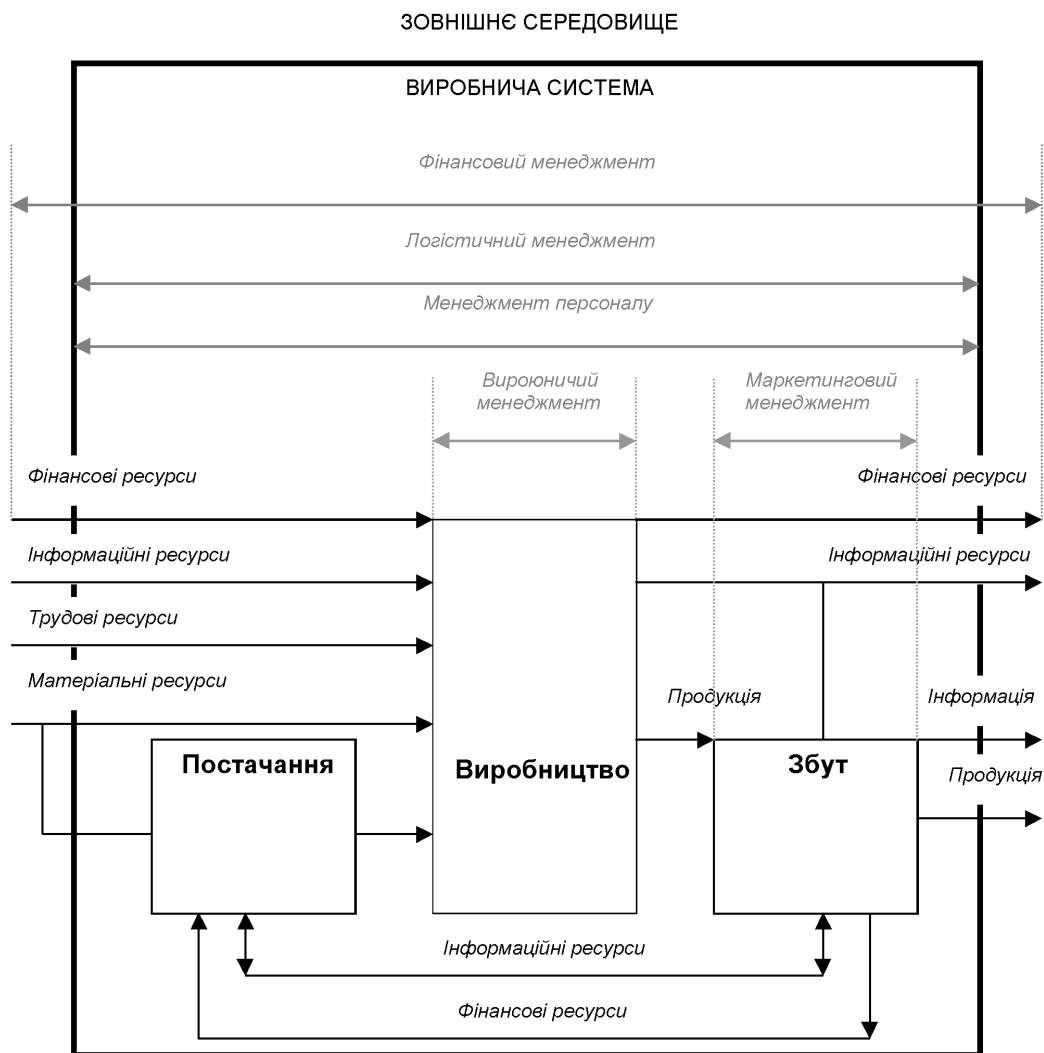 ЗОВНІШНЄ СЕРЕДОВИЩЕ
ВИРОБНИЧА СИСТЕМА
Фінансовий менеджмент
Логістичний менеджмент
Менеджмент персоналу
Вироюничий
менеджмент
Маркетинговий
менеджмент
Фінансові ресурси
Фінансові ресурси
Інформаційні ресурси
Інформаційні ресурси
Трудові ресурси
Матеріальні ресурси
Продукція
Інформація
Постачання
Виробництво
Збут
Продукція
Інформаційні ресурси
Фінансові ресурси